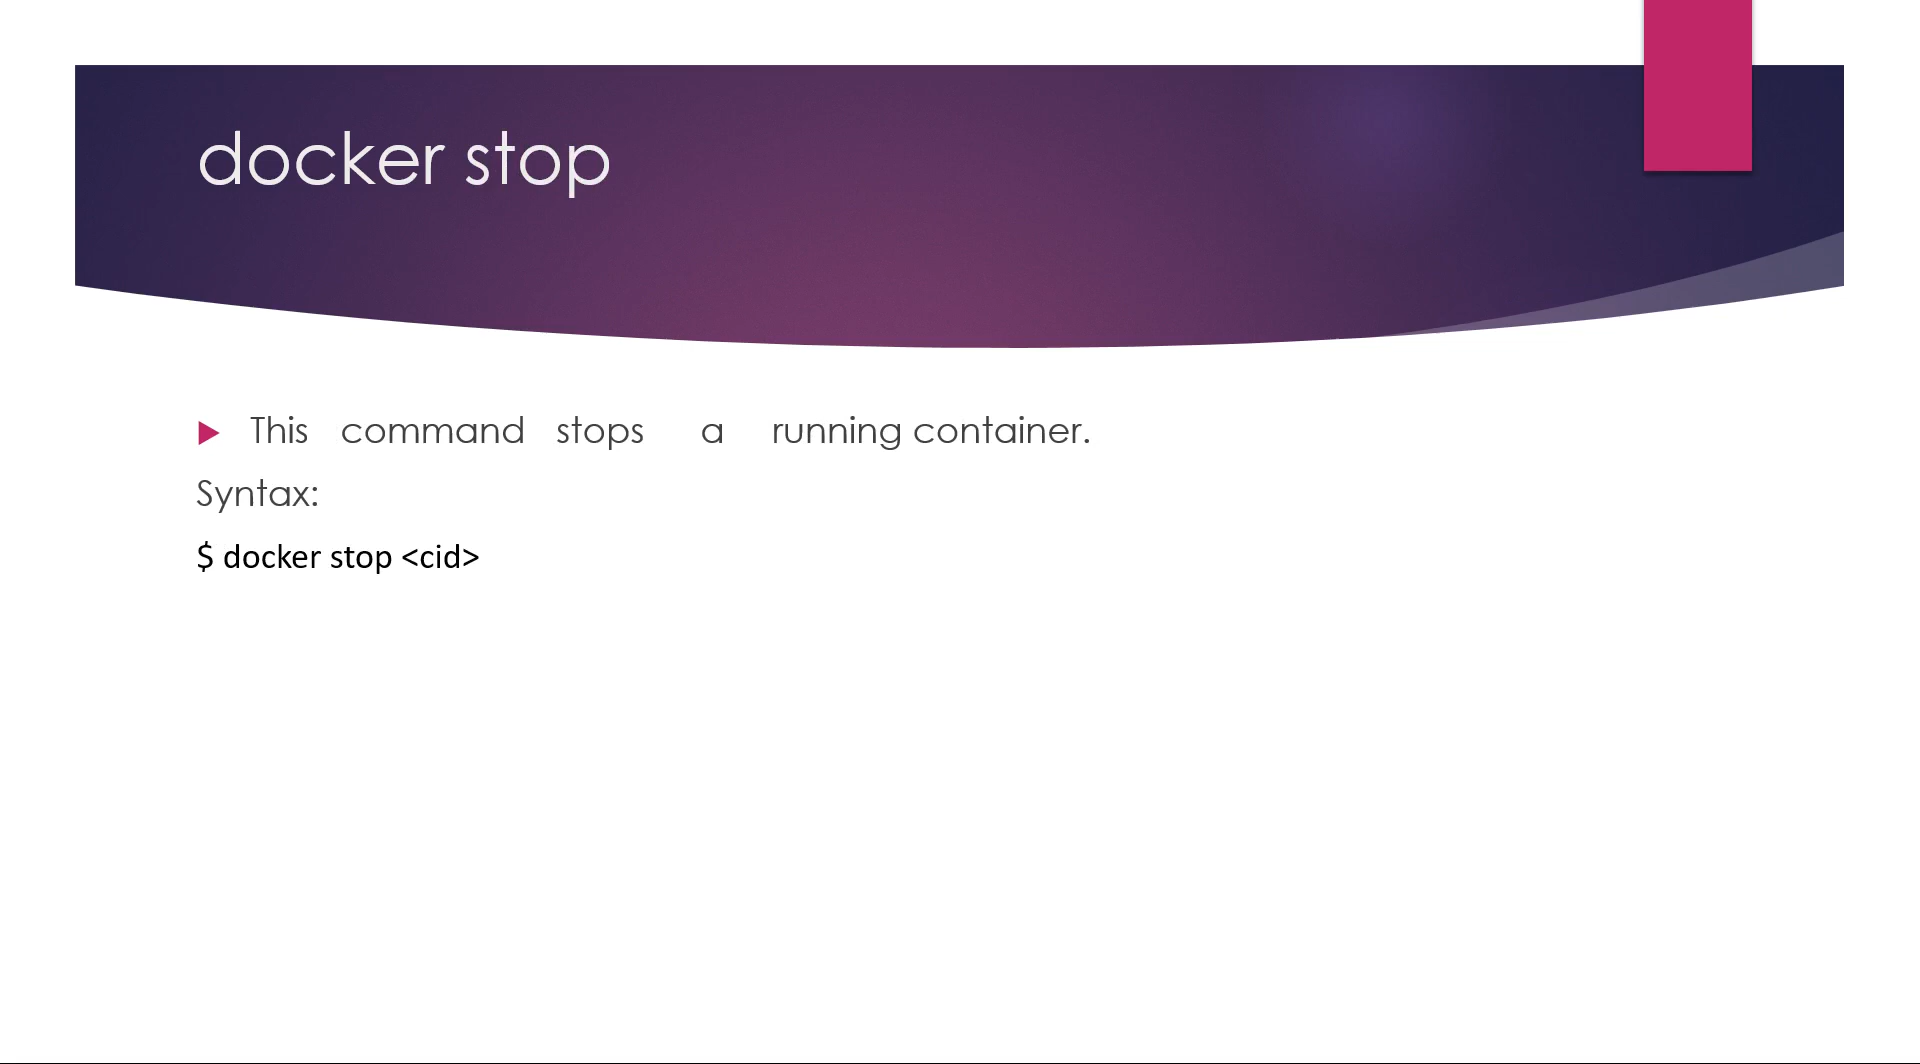 docker stop
This command stops a running container.
Syntax:
$ docker stop <cid>